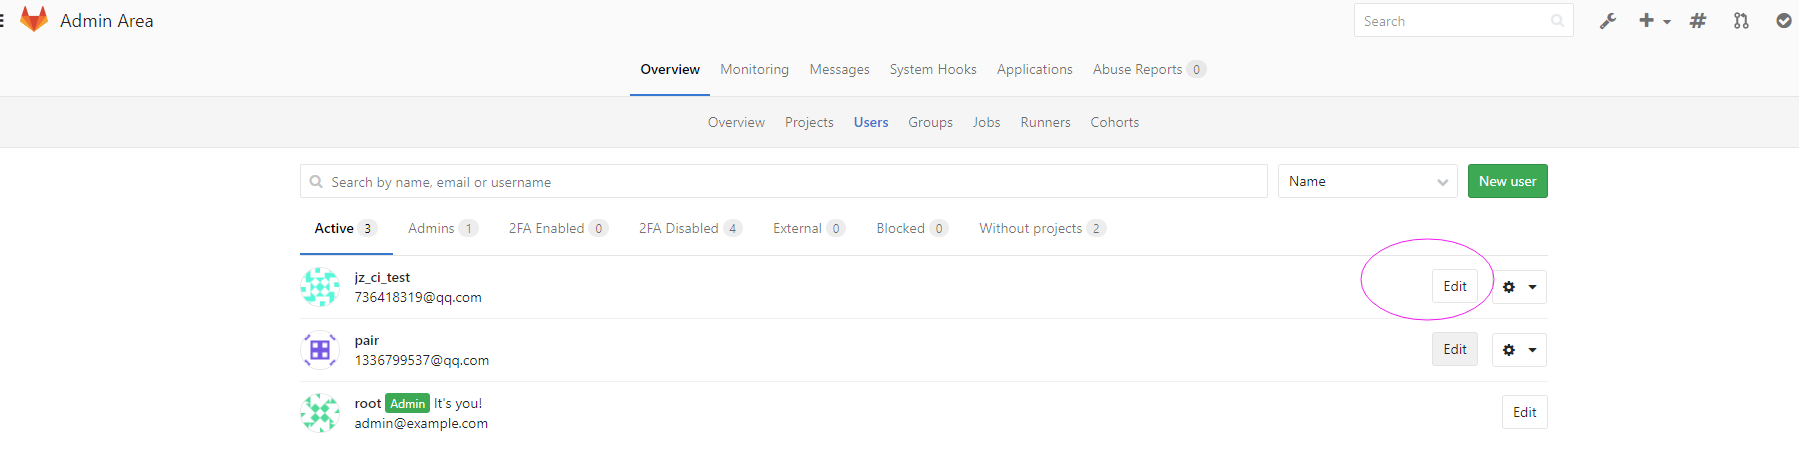 Admin Area
Search
Overview Monitoring Messages System Hooks Applications Abuse Reports 0
Overview Projects Users Groups Jobs Runners Cohorts
Search by name, email or username
Name
New user
Active 3 Admins 1 2FA Enabled 0 2FA Disabled 4 External 0 Blocked 0 Without projects 2
jz_ci_test
736418319@qq.com
Edit
pair
1336799537@qq.com
Edit
root Admin It's you!
admin@example.com
Edit